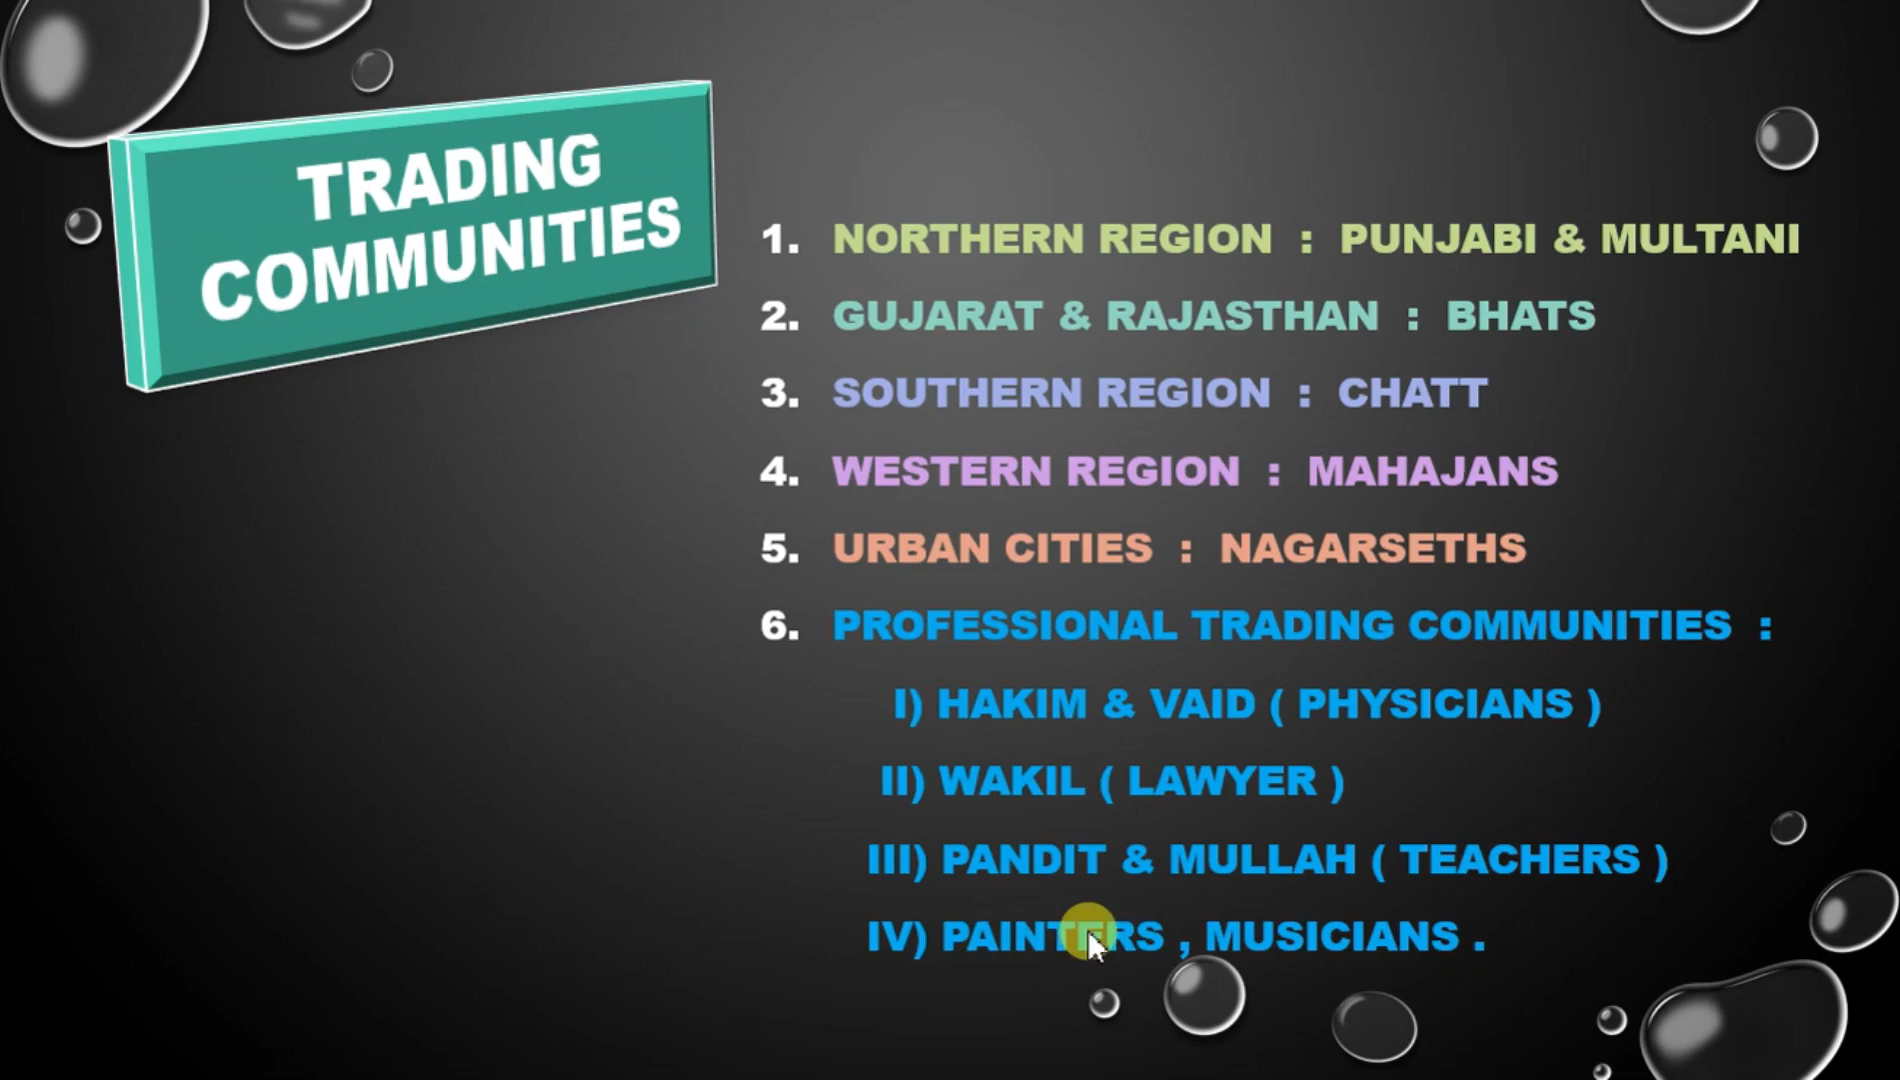 TRADING
COMMUNITIES
1. NORTHERN REGION : PUNJABI & MULTANI
2. GUJARAT & RAJASTHAN : BHATS
3. SOUTHERN REGION : CHATT
4. WESTERN REGION : MAHAJANS
5. URBAN CITIES : NAGARSETHS
6. PROFESSIONAL TRADING COMMUNITIES :
I) HAKIM & VAID ( PHYSICIANS )
II) WAKIL ( LAWYER )
III) PANDIT & MULLAH ( TEACHERS )
IV) PAINTERS , MUSICIANS .